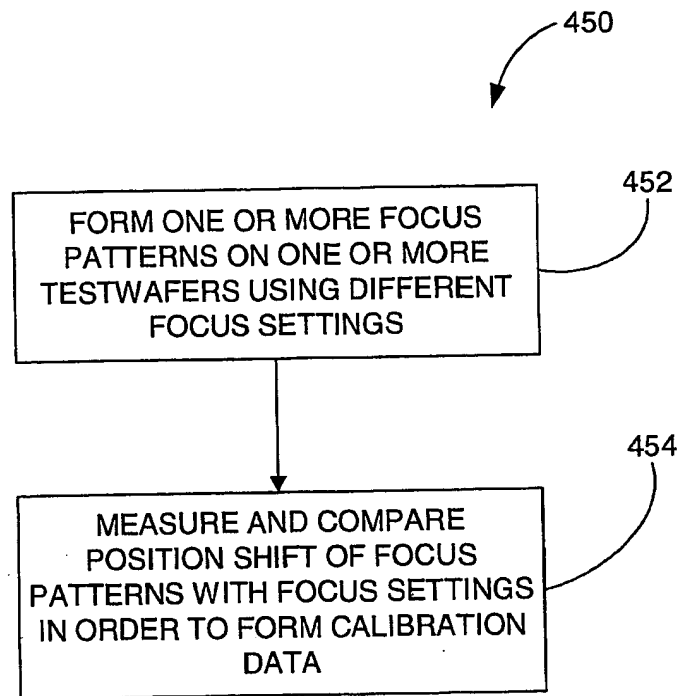 450
452
FORM ONE OR MORE FOCUS
PATTERNS ON ONE OR MORE
TESTWAFERS USING DIFFERENT
FOCUS SETTINGS
454
MEASURE AND COMPARE
POSITION SHIFT OF FOCUS
PATTERNS WITH FOCUS SETTINGS
IN ORDER TO FORM CALIBRATION
DATA